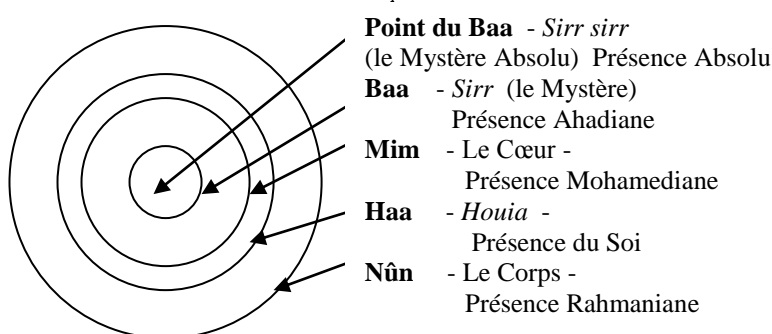 Point du Baa - Sirr sirr
(le Mystère Absolu) Présence Absolu
Baa - Sirr (le Mystère)
Présence Ahadiane
Mim - Le Cœur -
Présence Mohamediane
Haa - Houia -
Présence du Soi
Nûn - Le Corps -
Présence Rahmaniane